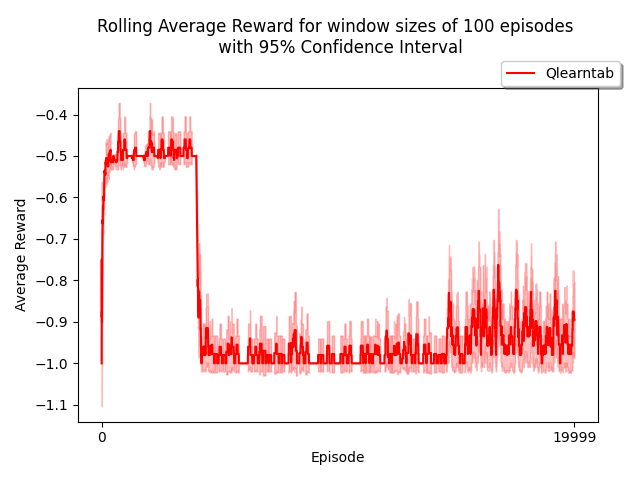 Rolling Average Reward for window sizes of 100 episodes
with 95% Confidence Interval
Qlearntab
−0.4
−0.5
−0.6
−0.7
−0.8
−0.9
−1.0
−1.1
Average Reward
0
19999
Episode